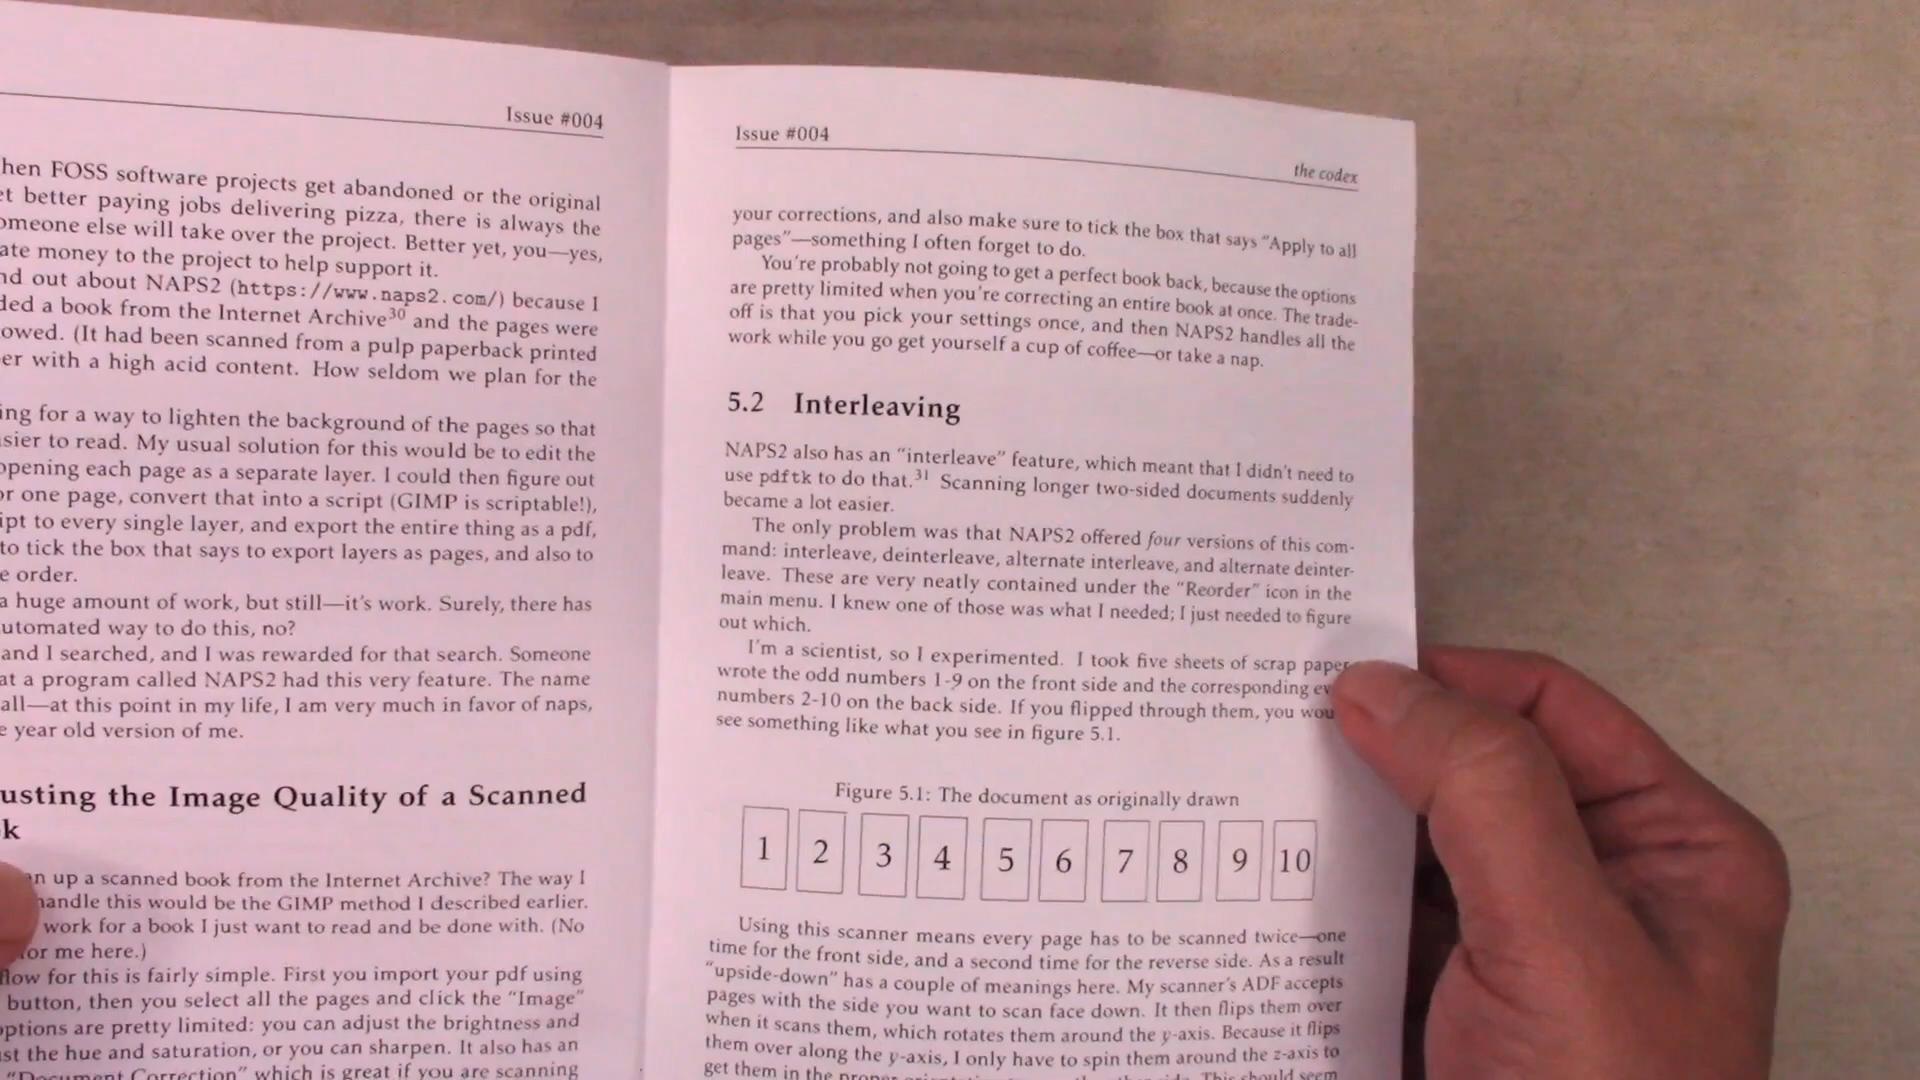 Issue #004
hen FOSS software projects get abandoned or the original
et better paying jobs delivering pizza, there is always the
omeone else will take over the project. Better yet, you—yes,
ate money to the project to help support it.
nd out about NAPS2 (https://www.naps2.com/) because I
ded a book from the Internet Archive30 and the pages were
owed. (It had been scanned from a pulp paperback printed
er with a high acid content. How seldom we plan for the
ing for a way to lighten the background of the pages so that
sier to read. My usual solution for this would be to edit the
opening each page as a separate layer. I could then figure out
or one page, convert that into a script (GIMP is scriptable!),
ipt to every single layer, and export the entire thing as a pdf,
to tick the box that says to export layers as pages, and also to
e order.
a huge amount of work, but still—it's work. Surely, there has
utomated way to do this, no?
and I searched, and I was rewarded for that search. Someone
at a program called NAPS2 had this very feature. The name
all—at this point in my life, I am very much in favor of naps,
e year old version of me.
usting the Image Quality of a Scanned
k
an up a scanned book from the Internet Archive? The way I
handle this would be the GIMP method I described earlier.
work for a book I just want to read and be done with. (No
for me here.)
flow for this is fairly simple. First you import your pdf using
button, then you select all the pages and click the "Image"
options are pretty limited: you can adjust the brightness and
st the hue and saturation, or you can sharpen. It also has an
"Document Correction" which is great if you are scanning
Issue #004
the codex
your corrections, and also make sure to tick the box that says "Apply to all
pages"—something I often forget to do.
You're probably not going to get a perfect book back, because the options
are pretty limited when you're correcting an entire book at once. The trade-
off is that you pick your settings once, and then NAPS2 handles all the
work while you go get yourself a cup of coffee—or take a nap.
5.2 Interleaving
NAPS2 also has an "interleave" feature, which meant that I didn't need to
use pdftk to do that.31 Scanning longer two-sided documents suddenly
became a lot easier.
The only problem was that NAPS2 offered four versions of this com-
mand: interleave, deinterleave, alternate interleave, and alternate deinter-
leave. These are very neatly contained under the "Reorder" icon in the
main menu. I knew one of those was what I needed; I just needed to figure
out which.
I'm a scientist, so I experimented. I took five sheets of scrap paper
wrote the odd numbers 1-9 on the front side and the corresponding ev
numbers 2-10 on the back side. If you flipped through them, you wou
see something like what you see in figure 5.1.
Figure 5.1: The document as originally drawn
1 2 3 4 5 6 7 8 9 10
Using this scanner means every page has to be scanned twice—one
time for the front side, and a second time for the reverse side. As a result
"upside-down" has a couple of meanings here. My scanner's ADF accepts
pages with the side you want to scan face down. It then flips them over
when it scans them, which rotates them around the y-axis. Because it flips
them over along the y-axis, I only have to spin them around the z-axis to
get them in the proper This should seem